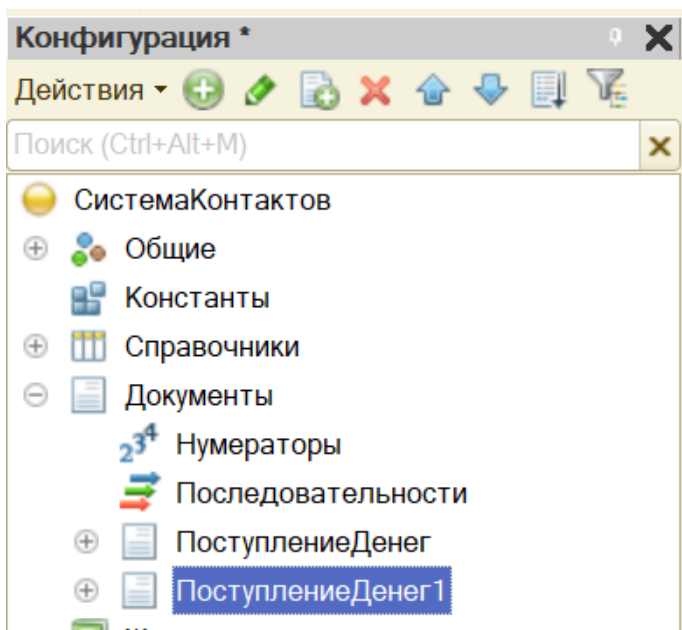 Конфигурация *
Действия
Поиск (Ctrl+Alt+M)
СистемаКонтактов
Общие
Константы
Справочники
Документы
Нумераторы
Последовательности
ПоступлениеДенег
ПоступлениеДенег1